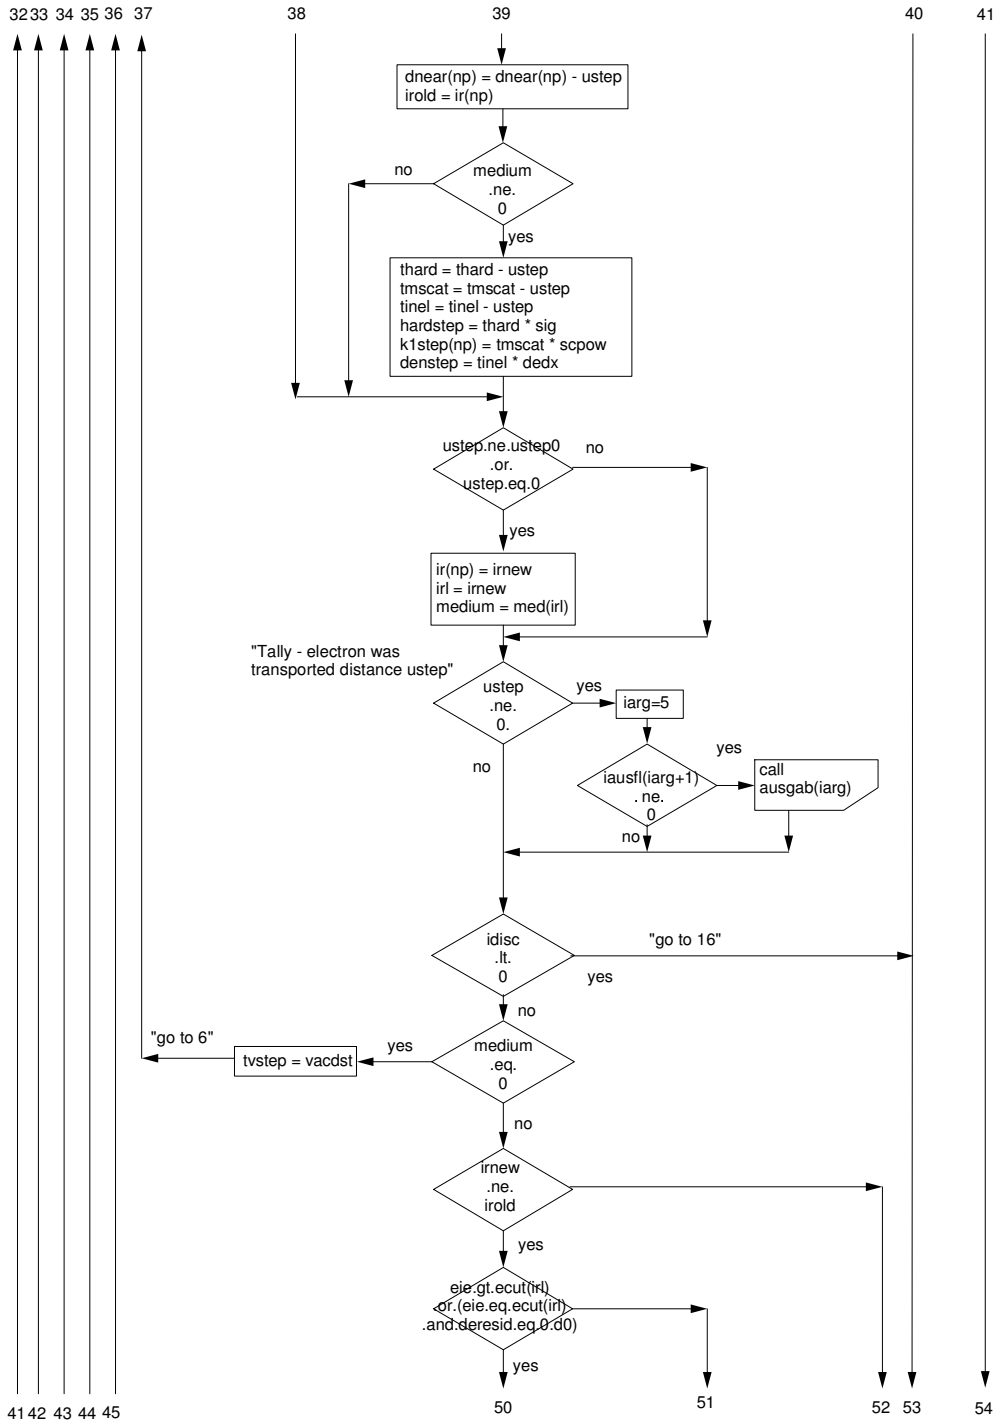 32 33 34 35 36 37 38 39 40 41
dnear(np) = dnear(np) - ustep
irold = ir(np)
no
medium
.ne.
0
yes
thard = thard - ustep
tmscat = tmscat - ustep
tinel = tinel - ustep
hardstep = thard * sig
k1step(np) = tmscat * scpow
denstep = tinel * dedx
ustep.ne.ustep0
.or.
ustep.eq.0
no
yes
ir(np) = irnew
irl = irnew
medium = med(irl)
"Tally - electron was
transported distance ustep"
ustep
.ne.
0.
yes
iarg=5
no
iausfl(iarg+1)
. ne.
0
yes
call
ausgab(iarg)
no
idisc
.lt.
0
"go to 16"
yes
no
"go to 6"
tvstep = vacdst
yes
medium
.eq.
0
no
irnew
.ne.
irold
yes
eie.gt.ecut(irl)
.or.(eie.eq.ecut(irl)
.and.deresid.eq.0.d0)
yes
41 42 43 44 45 50 51 52 53 54